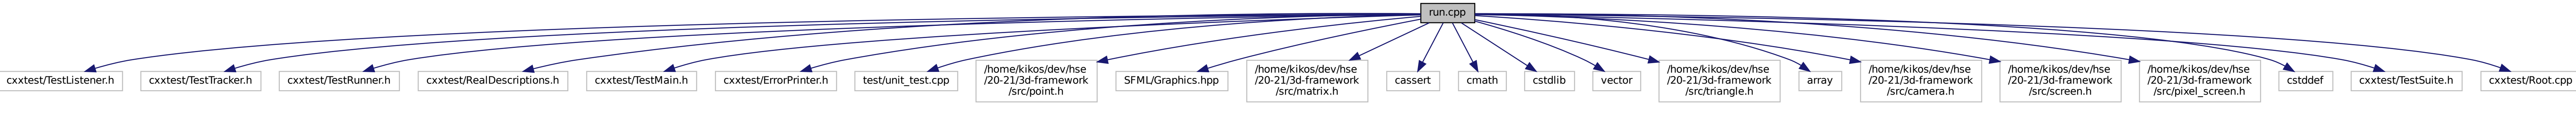 run.cpp
cxxtest/TestListener.h
cxxtest/TestTracker.h
cxxtest/TestRunner.h
cxxtest/RealDescriptions.h
cxxtest/TestMain.h
cxxtest/ErrorPrinter.h
test/unit_test.cpp
/home/kikos/dev/hse
/20-21/3d-framework
/src/point.h
SFML/Graphics.hpp
/home/kikos/dev/hse
/20-21/3d-framework
/src/matrix.h
cassert
cmath
cstdlib
vector
/home/kikos/dev/hse
/20-21/3d-framework
/src/triangle.h
array
/home/kikos/dev/hse
/20-21/3d-framework
/src/camera.h
/home/kikos/dev/hse
/20-21/3d-framework
/src/screen.h
/home/kikos/dev/hse
/20-21/3d-framework
/src/pixel_screen.h
cstddef
cxxtest/TestSuite.h
cxxtest/Root.cpp